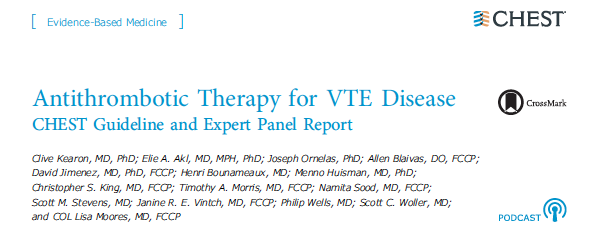 [ Evidence-Based Medicine ]
CHEST
Antithrombotic Therapy for VTE Disease
CHEST Guideline and Expert Panel Report
CrossMark
Clive Kearon, MD, PhD; Elie A. Akl, MD, MPH, PhD; Joseph Ornelas, PhD; Allen Blaivas, DO, FCCP;
David Jimenez, MD, PhD, FCCP; Henri Bounameaux, MD; Menno Huisman, MD, PhD;
Christopher S. King, MD, FCCP; Timothy A. Morris, MD, FCCP; Namita Sood, MD, FCCP;
Scott M. Stevens, MD; Janine R. E. Vintch, MD, FCCP; Philip Wells, MD; Scott C. Woller, MD;
and COL Lisa Moores, MD, FCCP
PODCAST